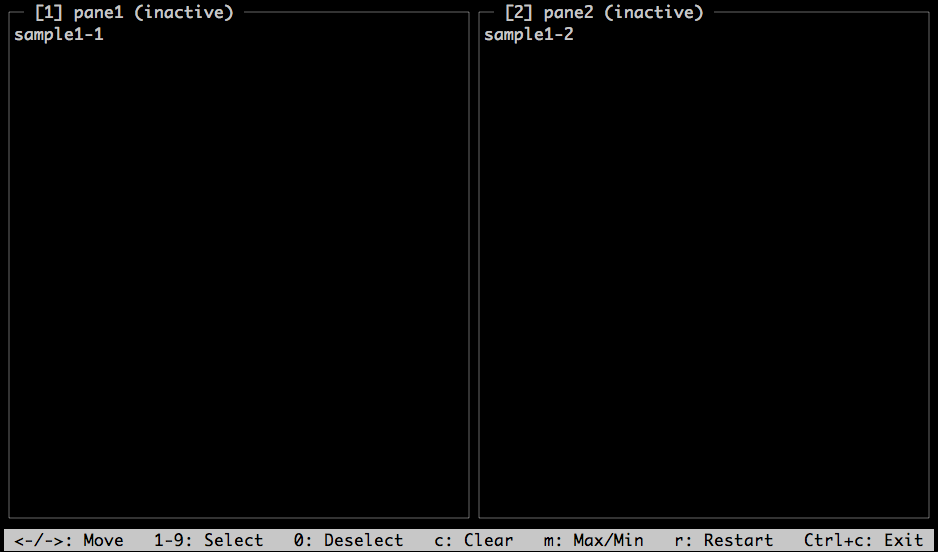 [1] pane1 (inactive)
sample1-1
[2] pane2 (inactive)
sample1-2
<-/->: Move   1-9: Select   0: Deselect   c: Clear   m: Max/Min   r: Restart   Ctrl+c: Exit